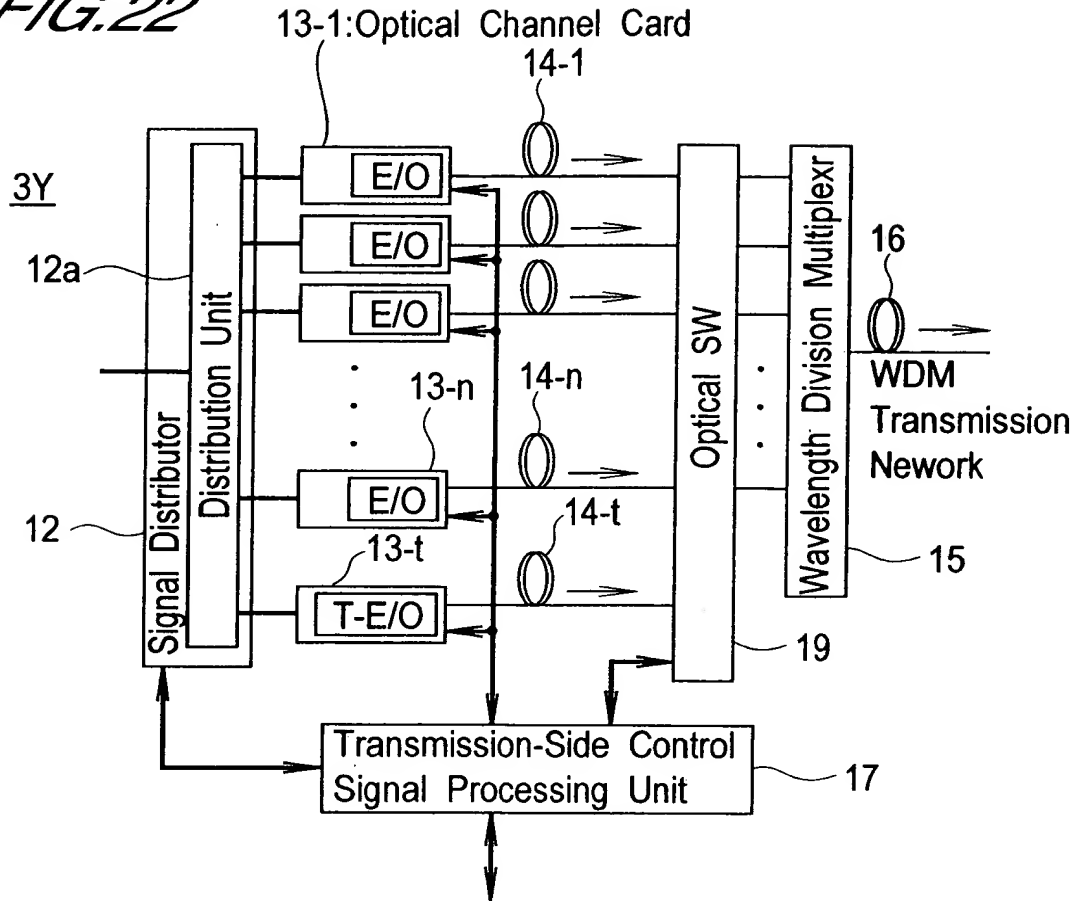 FIG.22
13-1:Optical Channel Card
14-1
3Y
E/O
E/O
E/O
12a
16
13-n
14-n
WDM
Transmission
Nework
E/O
12
13-t
14-t
T-E/O
15
19
Signal Distributor
Distribution Unit
Optical SW
Wavelength Division Multiplexr
Transmission-Side Control
Signal Processing Unit
17